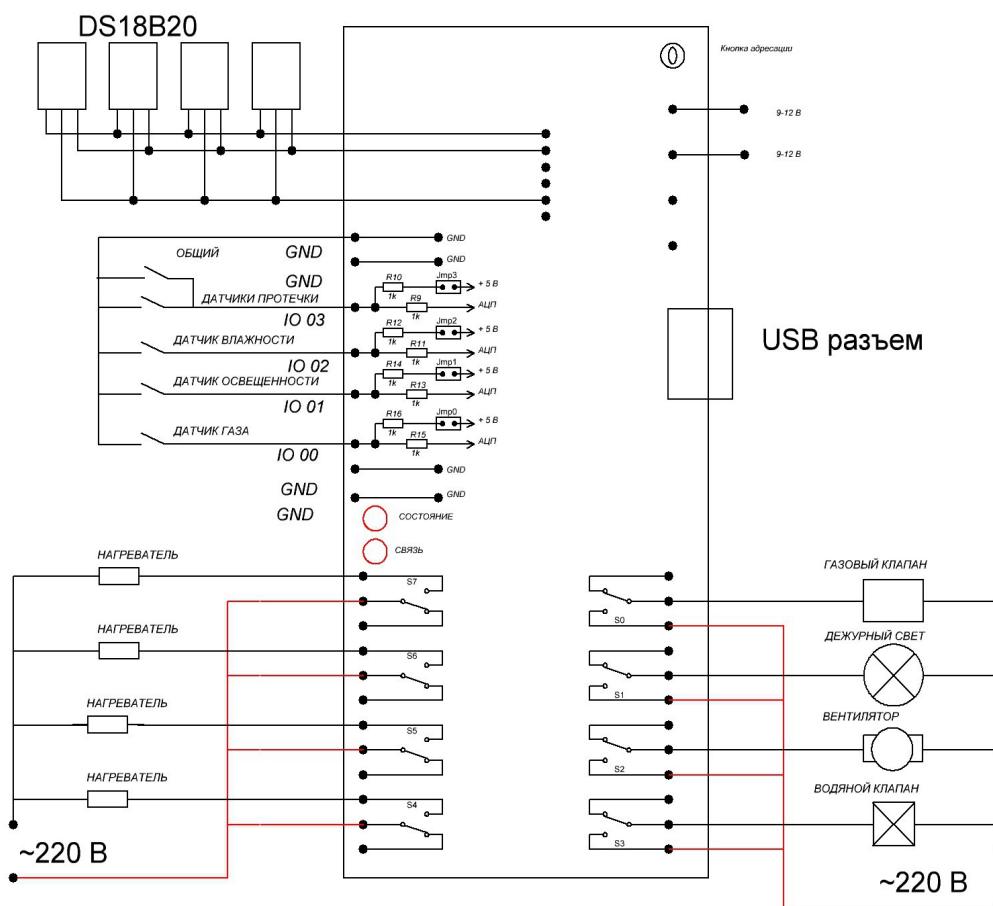 DS18B20
Кнопка адресации
9-12 В
9-12 В
GND
ОБЩИЙ
GND
GND
GND
R10
Jmp3
+ 5 В
1k
ДАТЧИКИ ПРОТЕЧКИ
R9
АЦП
1k
IO 03
R12
Jmp2
+ 5 В
1k
ДАТЧИК ВЛАЖНОСТИ
R11
АЦП
1k
IO 02
R14
Jmp1
+ 5 В
1k
ДАТЧИК ОСВЕЩЕННОСТИ
R13
АЦП
1k
IO 01
R16
Jmp0
+ 5 В
1k
ДАТЧИК ГАЗА
R15
АЦП
1k
IO 00
USB разъем
GND
GND
GND
GND
СОСТОЯНИЕ
СВЯЗЬ
НАГРЕВАТЕЛЬ
S7
НАГРЕВАТЕЛЬ
S6
НАГРЕВАТЕЛЬ
S5
НАГРЕВАТЕЛЬ
S4
~220 В
ГАЗОВЫЙ КЛАПАН
S0
ДЕЖУРНЫЙ СВЕТ
S1
ВЕНТИЛЯТОР
S2
ВОДЯНОЙ КЛАПАН
S3
~220 В